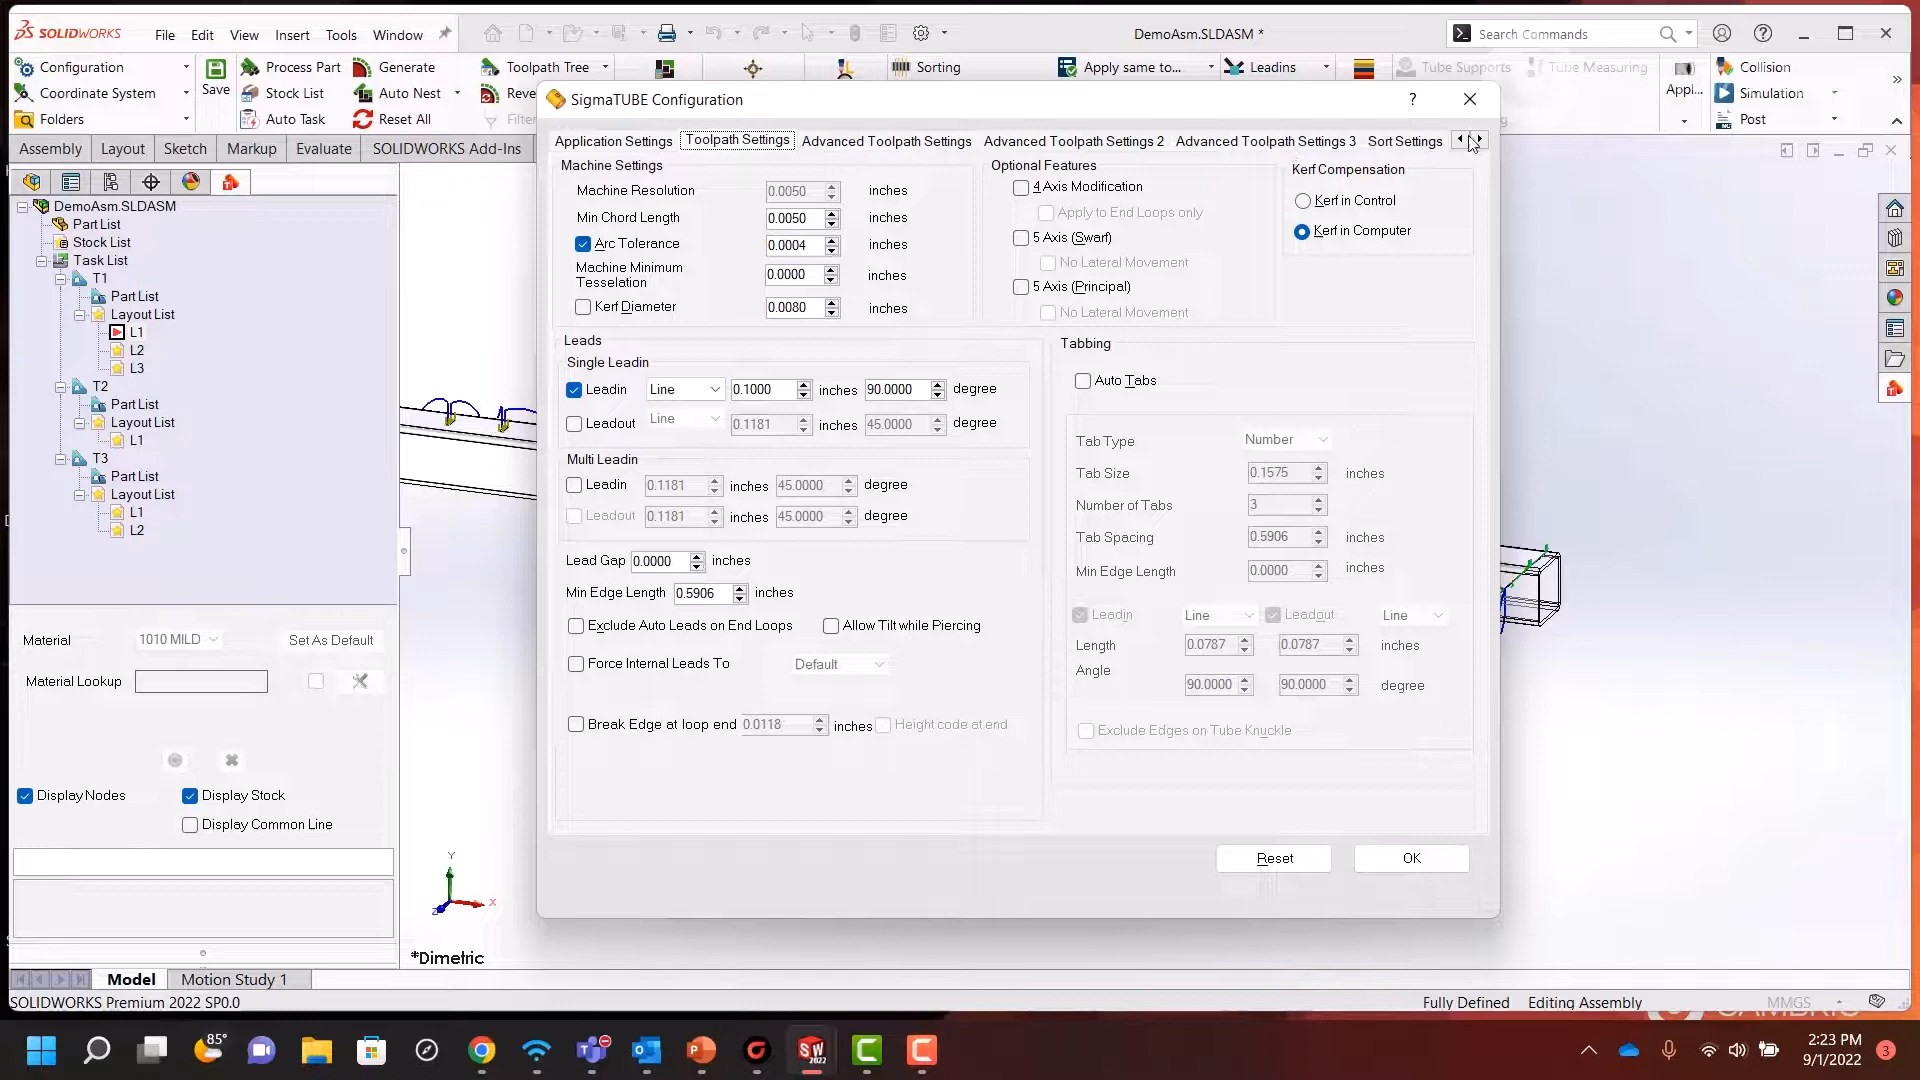 SOLIDWORKS File Edit View Insert Tools Window DemoAsm.SLDASM * Search Commands
Configuration Save Process Part Generate Toolpath Tree Sorting Apply same to... Leadins Tube Supports Tube Measuring Appl... Collision
Coordinate System Stock List Auto Nest Reve Simulation
Folders Auto Task Reset All Filter Post
Assembly Layout Sketch Markup Evaluate SOLIDWORKS Add-Ins
SigmaTUBE Configuration
Application Settings Toolpath Settings Advanced Toolpath Settings Advanced Toolpath Settings 2 Advanced Toolpath Settings 3 Sort Settings
DemoAsm.SLDASM
Part List
Stock List
Task List
T1
Part List
Layout List
L1
L2
L3
T2
Part List
Layout List
L1
T3
Part List
Layout List
L1
L2
Material 1010 MILD Set As Default
Material Lookup
Display Nodes Display Stock
Display Common Line
Machine Settings
Machine Resolution 0.0050 inches
Min Chord Length 0.0050 inches
Arc Tolerance 0.0004 inches
Machine Minimum
Tesselation 0.0000 inches
Kerf Diameter 0.0080 inches
Optional Features
4 Axis Modification
Apply to End Loops only
5 Axis (Swarf)
No Lateral Movement
5 Axis (Principal)
No Lateral Movement
Kerf Compensation
Kerf in Control
Kerf in Computer
Leads
Single Leadin
Leadin Line 0.1000 inches 90.0000 degree
Leadout Line 0.1181 inches 45.0000 degree
Multi Leadin
Leadin 0.1181 inches 45.0000 degree
Leadout 0.1181 inches 45.0000 degree
Lead Gap 0.0000 inches
Min Edge Length 0.5906 inches
Exclude Auto Leads on End Loops Allow Tilt while Piercing
Force Internal Leads To Default
Break Edge at loop end 0.0118 inches Height code at end
Tabbing
Auto Tabs
Tab Type Number
Tab Size 0.1575 inches
Number of Tabs 3
Tab Spacing 0.5906 inches
Min Edge Length 0.0000 inches
Leadin Line Leadout Line
Length 0.0787 0.0787 inches
Angle
90.0000 90.0000 degree
Exclude Edges on Tube Knuckle
Reset OK
Y
X
Z
*Dimetric
Model Motion Study 1
SOLIDWORKS Premium 2022 SP0.0 Fully Defined Editing Assembly MMGS
85°
SW
2022
2:23 PM
9/1/2022
3